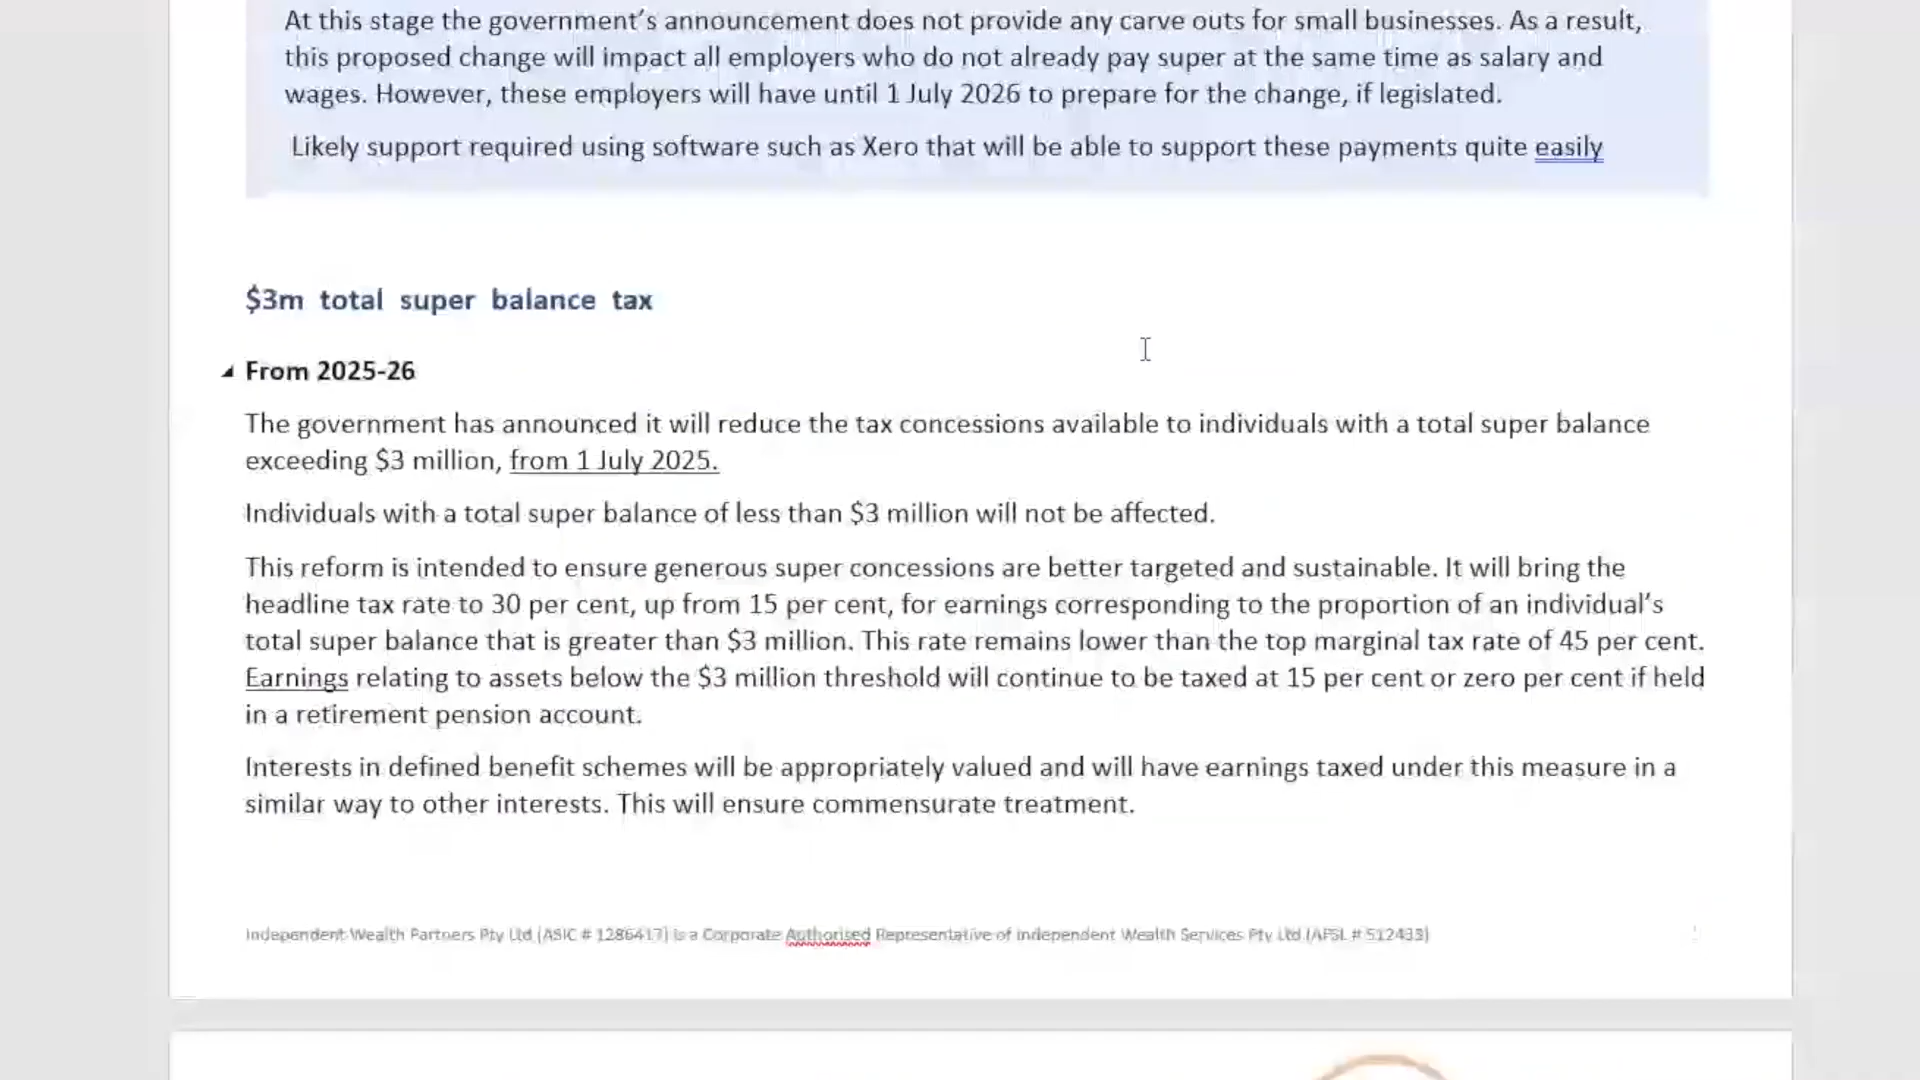 At this stage the government’s announcement does not provide any carve outs for small businesses. As a result,
this proposed change will impact all employers who do not already pay super at the same time as salary and
wages. However, these employers will have until 1 July 2026 to prepare for the change, if legislated.
Likely support required using software such as Xero that will be able to support these payments quite easily
$3m total super balance tax
From 2025-26
The government has announced it will reduce the tax concessions available to individuals with a total super balance
exceeding $3 million, from 1 July 2025.
Individuals with a total super balance of less than $3 million will not be affected.
This reform is intended to ensure generous super concessions are better targeted and sustainable. It will bring the
headline tax rate to 30 per cent, up from 15 per cent, for earnings corresponding to the proportion of an individual’s
total super balance that is greater than $3 million. This rate remains lower than the top marginal tax rate of 45 per cent.
Earnings relating to assets below the $3 million threshold will continue to be taxed at 15 per cent or zero per cent if held
in a retirement pension account.
Interests in defined benefit schemes will be appropriately valued and will have earnings taxed under this measure in a
similar way to other interests. This will ensure commensurate treatment.
Independent Wealth Partners Pty Ltd (ASIC # 1286417) is a Corporate Authorised Representative of Independent Wealth Services Pty Ltd (AFSL # 512433)